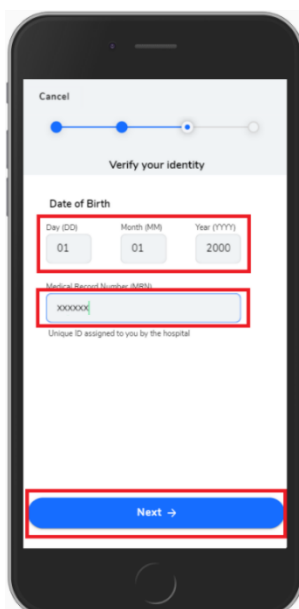 Cancel
Verify your identity
Date of Birth
Day (DD) Month (MM) Year (YYYY)
01 01 2000
Medical Record Number (MRN)
xxxxxx
Unique ID assigned to you by the hospital
Next →